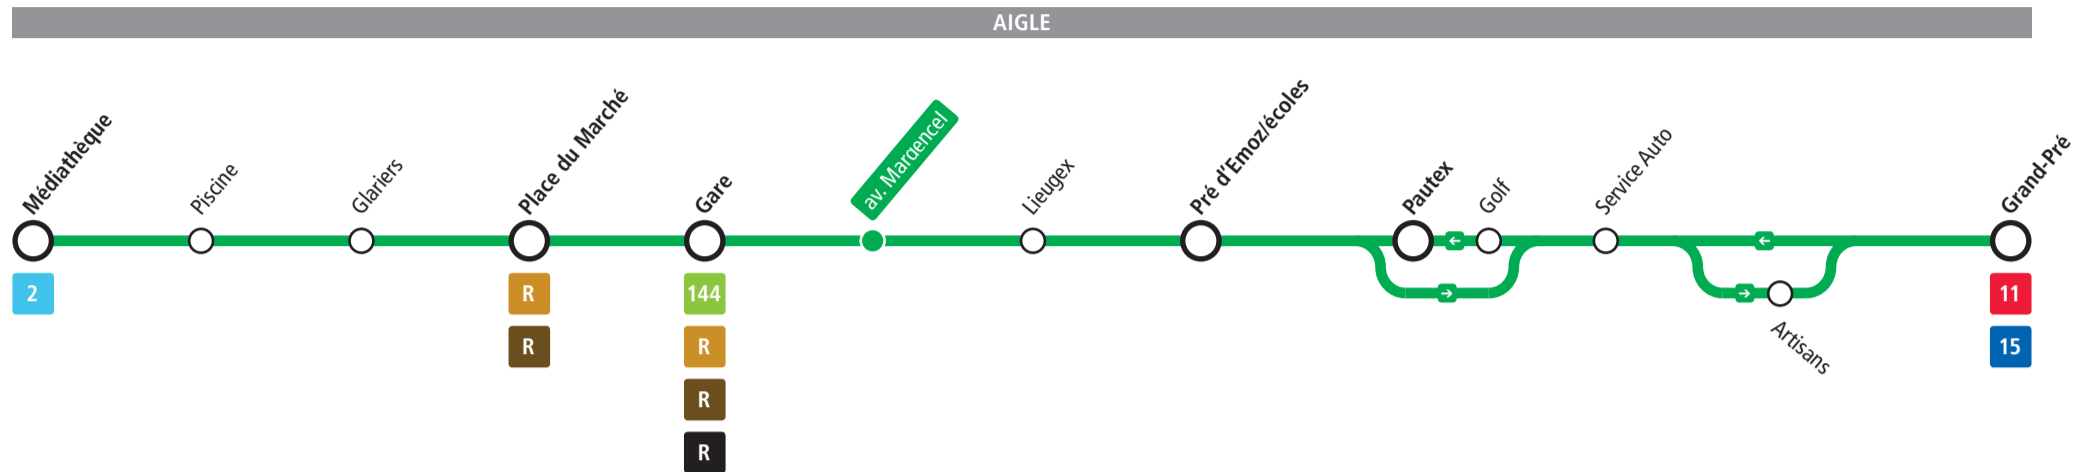 AIGLE
Médiathèque
Piscine
Glariers
Place du Marché
Gare
av. Margencel
Lieugex
Pré d'Emoz/écoles
Pautex
Golf
Service Auto
Artisans
Grand-Pré
2
R
R
144
R
R
R
11
15